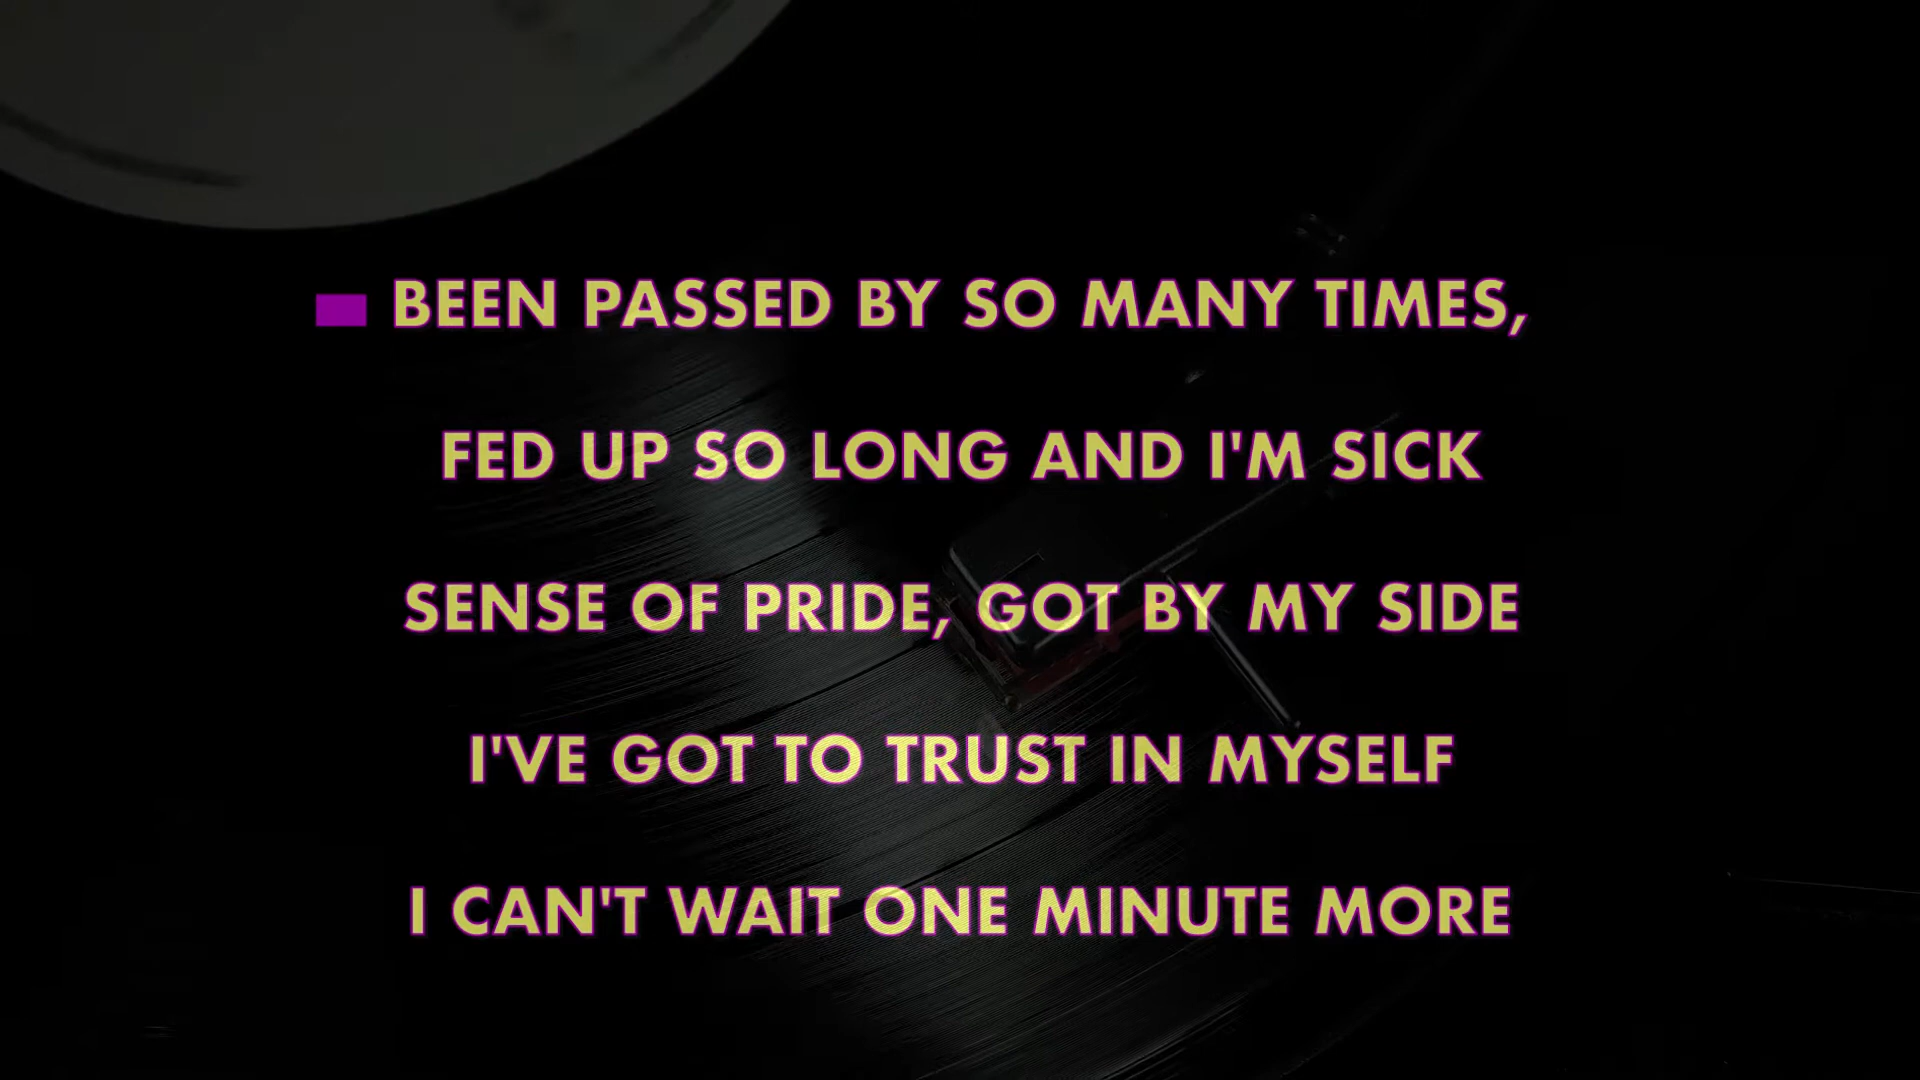 BEEN PASSED BY SO MANY TIMES,
FED UP SO LONG AND I'M SICK
SENSE OF PRIDE, GOT BY MY SIDE
I'VE GOT TO TRUST IN MYSELF
I CAN'T WAIT ONE MINUTE MORE